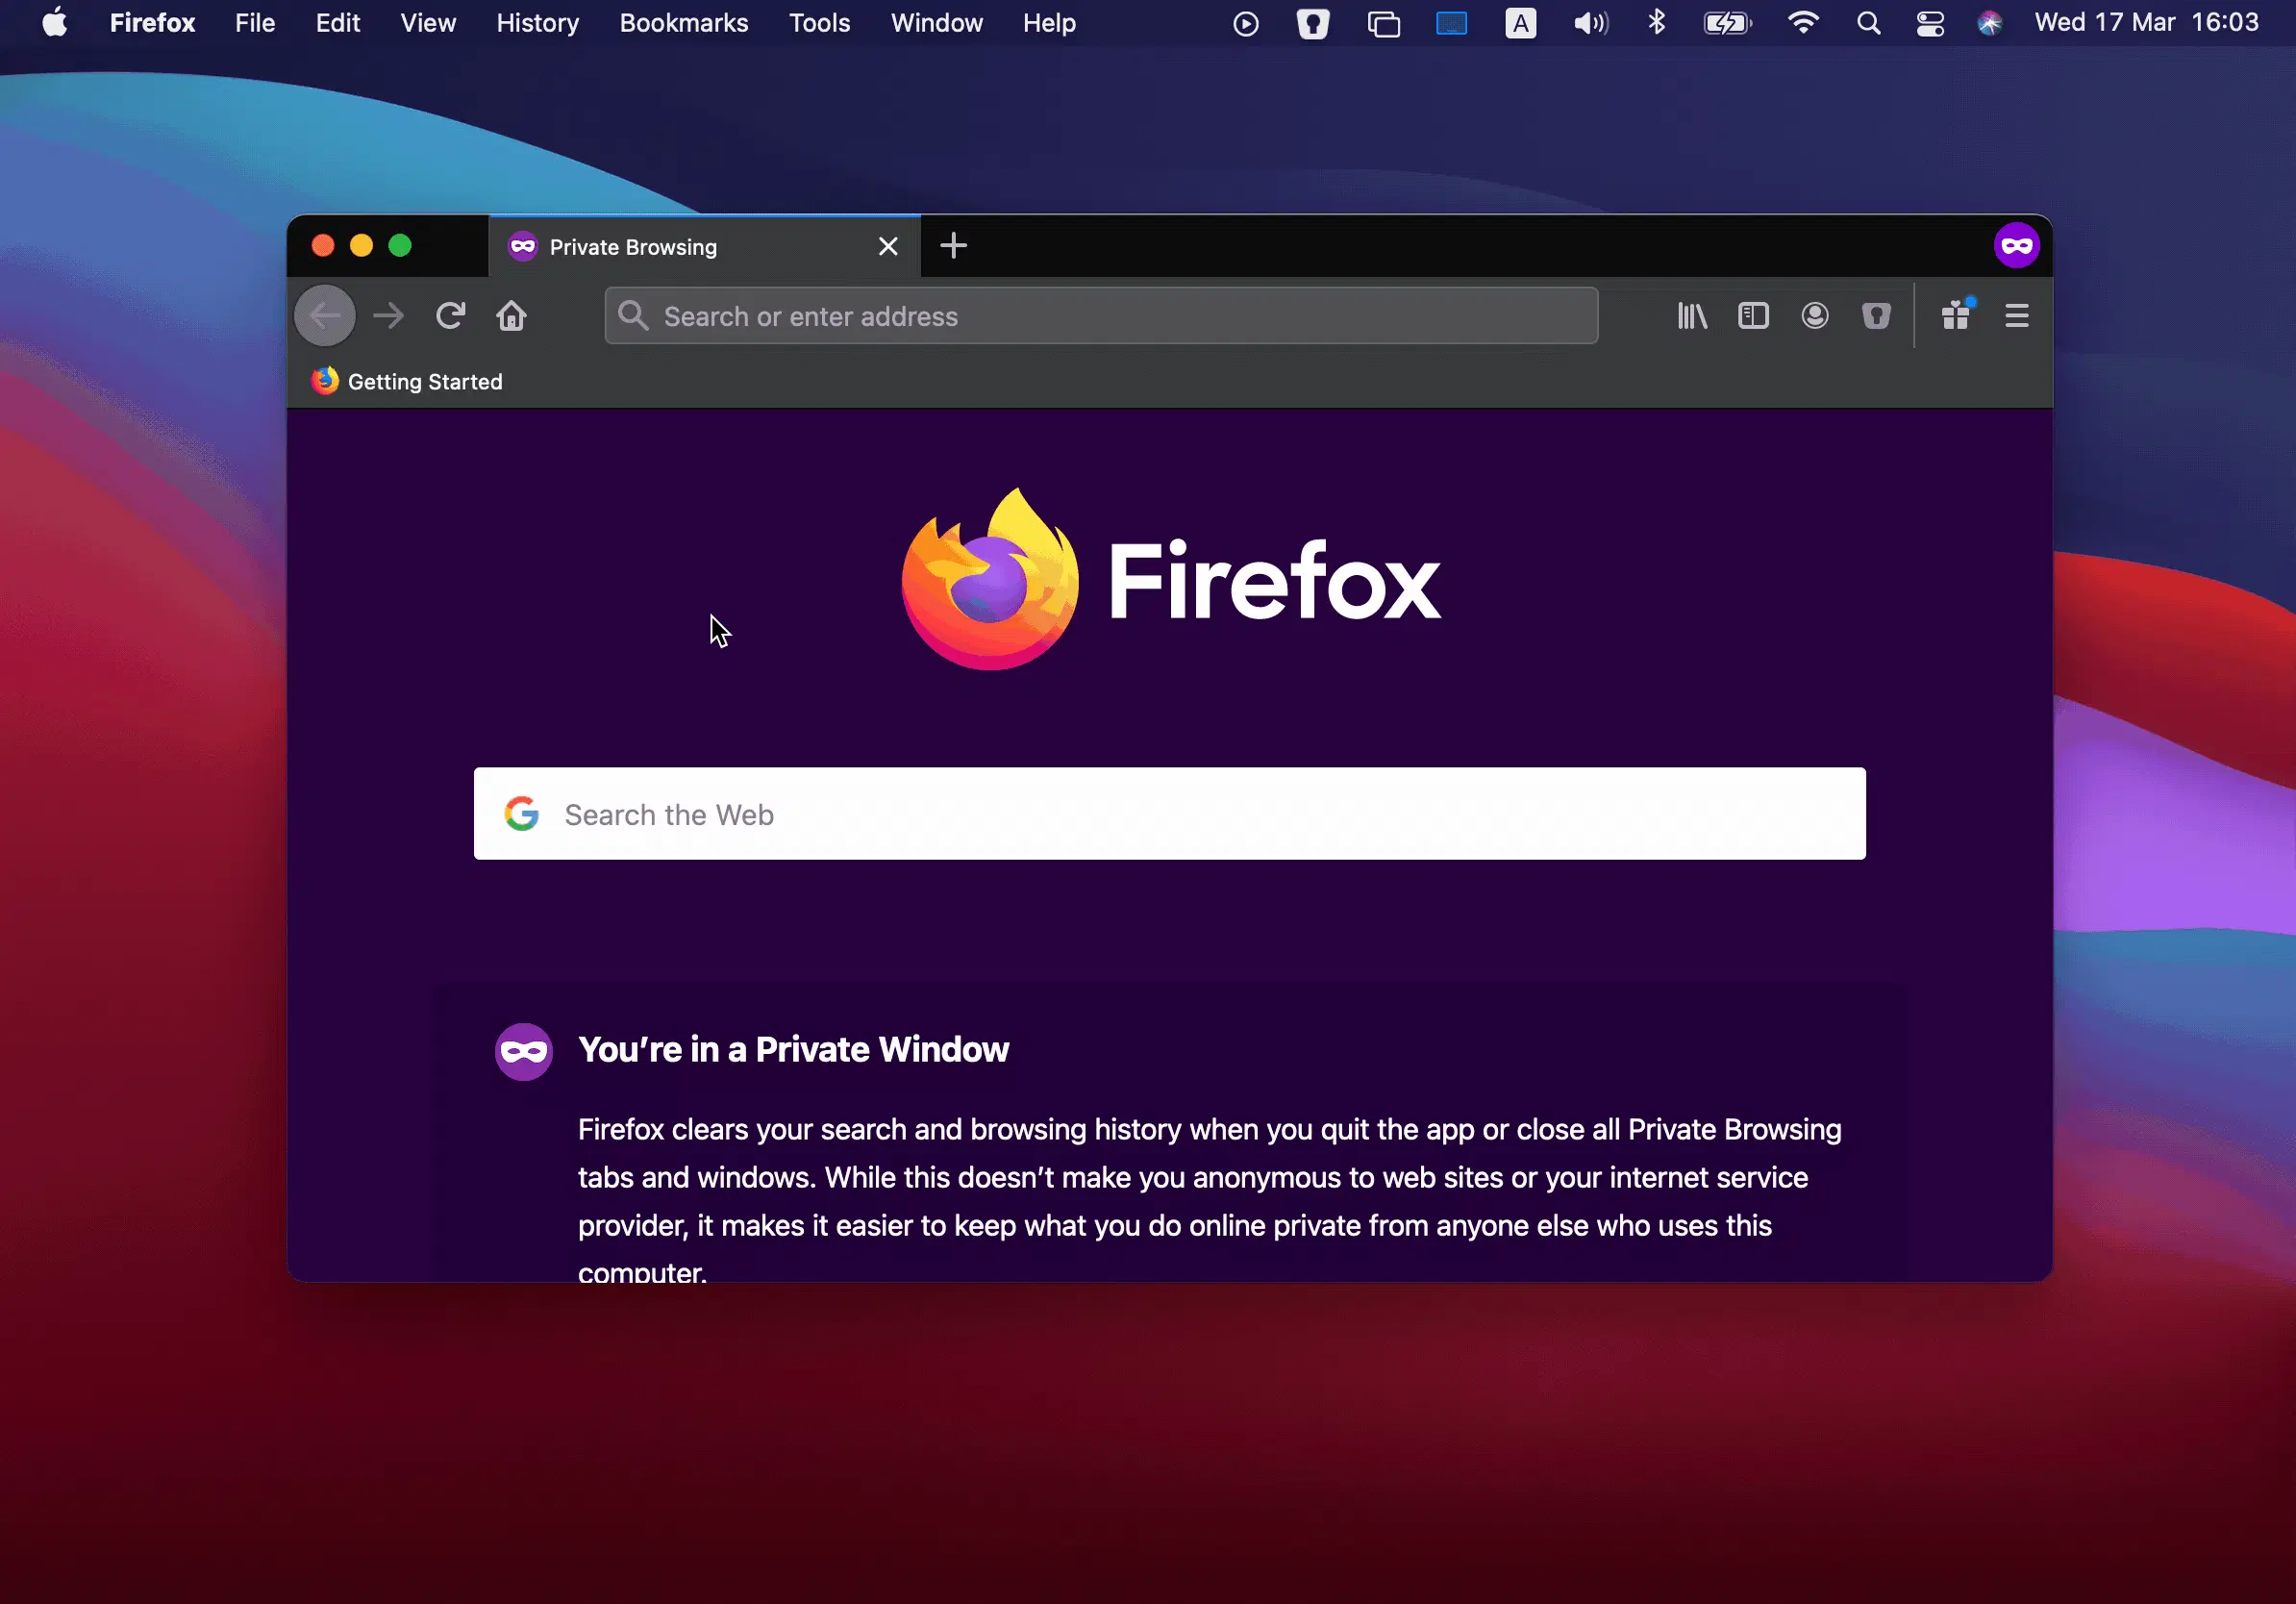 Firefox File Edit View History Bookmarks Tools Window Help A Wed 17 Mar 16:03
Private Browsing
Search or enter address
Getting Started
Firefox
Search the Web
You're in a Private Window
Firefox clears your search and browsing history when you quit the app or close all Private Browsing
tabs and windows. While this doesn't make you anonymous to web sites or your internet service
provider, it makes it easier to keep what you do online private from anyone else who uses this
computer.